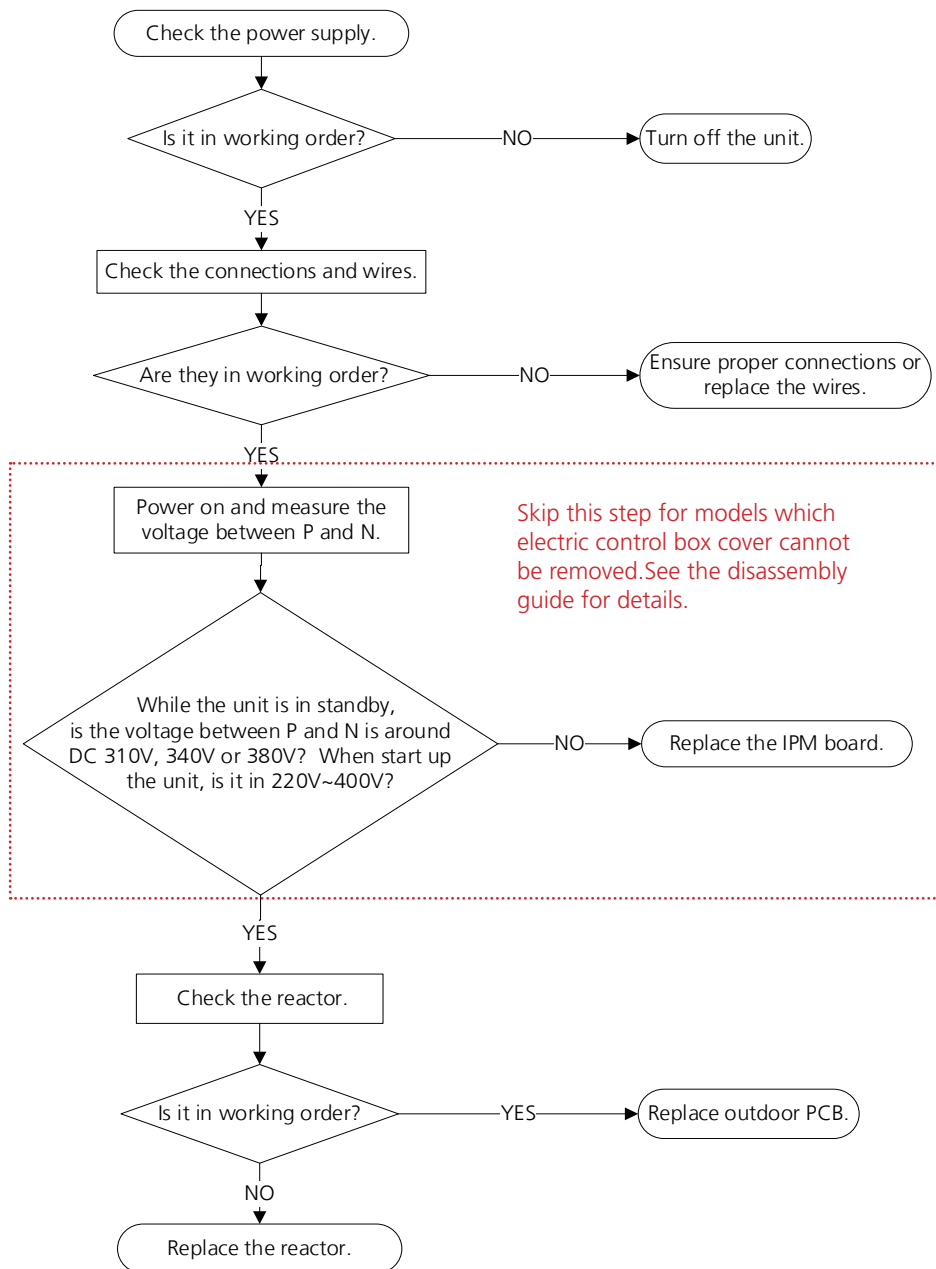 Check the power supply.
Is it in working order?
NO
Turn off the unit.
YES
Check the connections and wires.
Are they in working order?
NO
Ensure proper connections or
replace the wires.
YES
Power on and measure the
voltage between P and N.
Skip this step for models which
electric control box cover cannot
be removed.See the disassembly
guide for details.
While the unit is in standby,
is the voltage between P and N is around
DC 310V, 340V or 380V? When start up
the unit, is it in 220V~400V?
NO
Replace the IPM board.
YES
Check the reactor.
Is it in working order?
YES
Replace outdoor PCB.
NO
Replace the reactor.